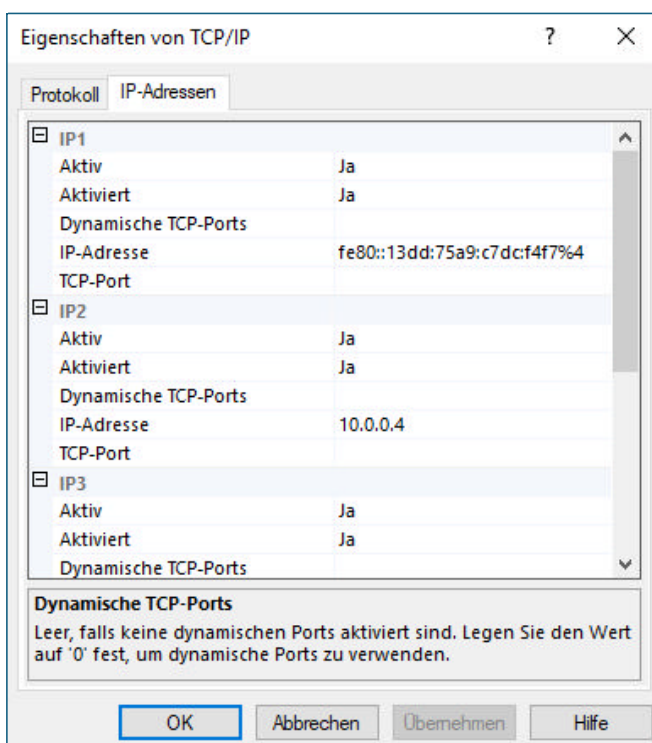 Eigenschaften von TCP/IP ?
Protokoll IP-Adressen
IP1
Aktiv Ja
Aktiviert Ja
Dynamische TCP-Ports
IP-Adresse fe80::13dd:75a9:c7dc:f4f7%4
TCP-Port
IP2
Aktiv Ja
Aktiviert Ja
Dynamische TCP-Ports
IP-Adresse 10.0.0.4
TCP-Port
IP3
Aktiv Ja
Aktiviert Ja
Dynamische TCP-Ports
Dynamische TCP-Ports
Leer, falls keine dynamischen Ports aktiviert sind. Legen Sie den Wert
auf '0' fest, um dynamische Ports zu verwenden.
OK Abbrechen Übernehmen Hilfe